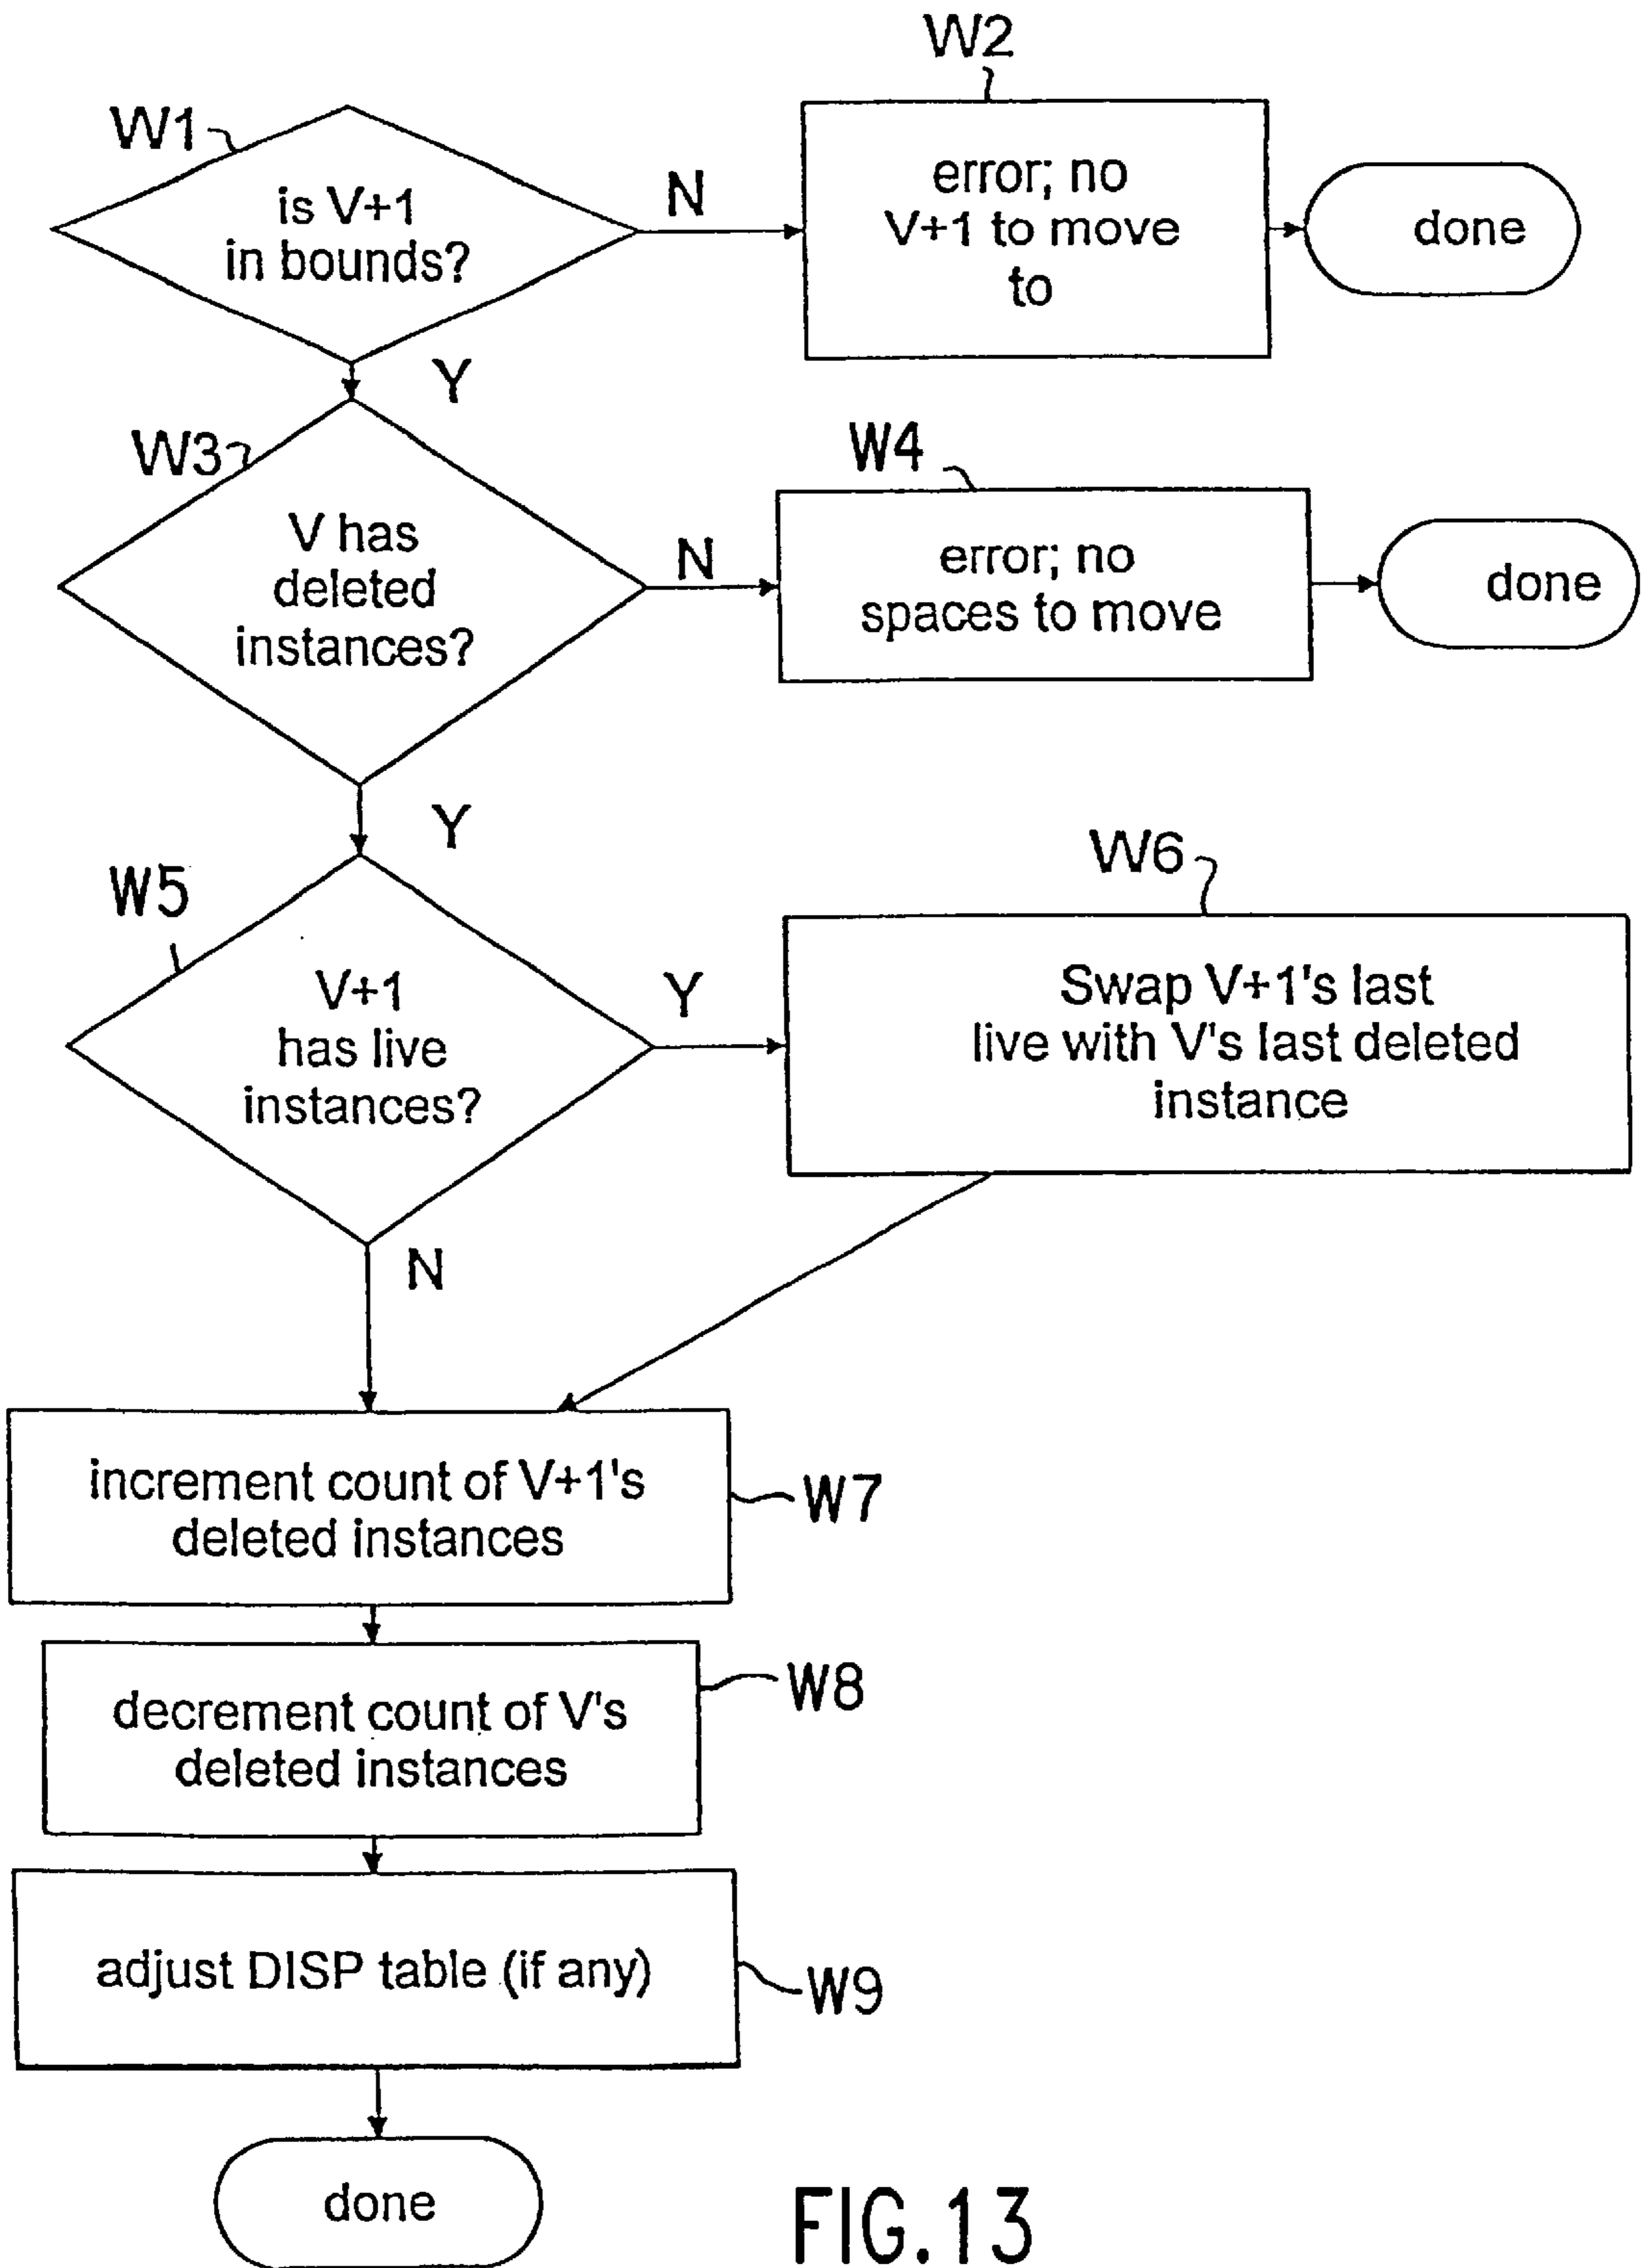 W2
W1
is V+1
in bounds?
N
error; no
V+1 to move
to
done
Y
W3
V has
deleted
instances?
N
W4
error; no
spaces to move
done
Y
W5
V+1
has live
instances?
Y
W6
Swap V+1's last
live with V's last deleted
instance
N
increment count of V+1's
deleted instances
W7
decrement count of V's
deleted instances
W8
adjust DISP table (if any)
W9
done
FIG.13